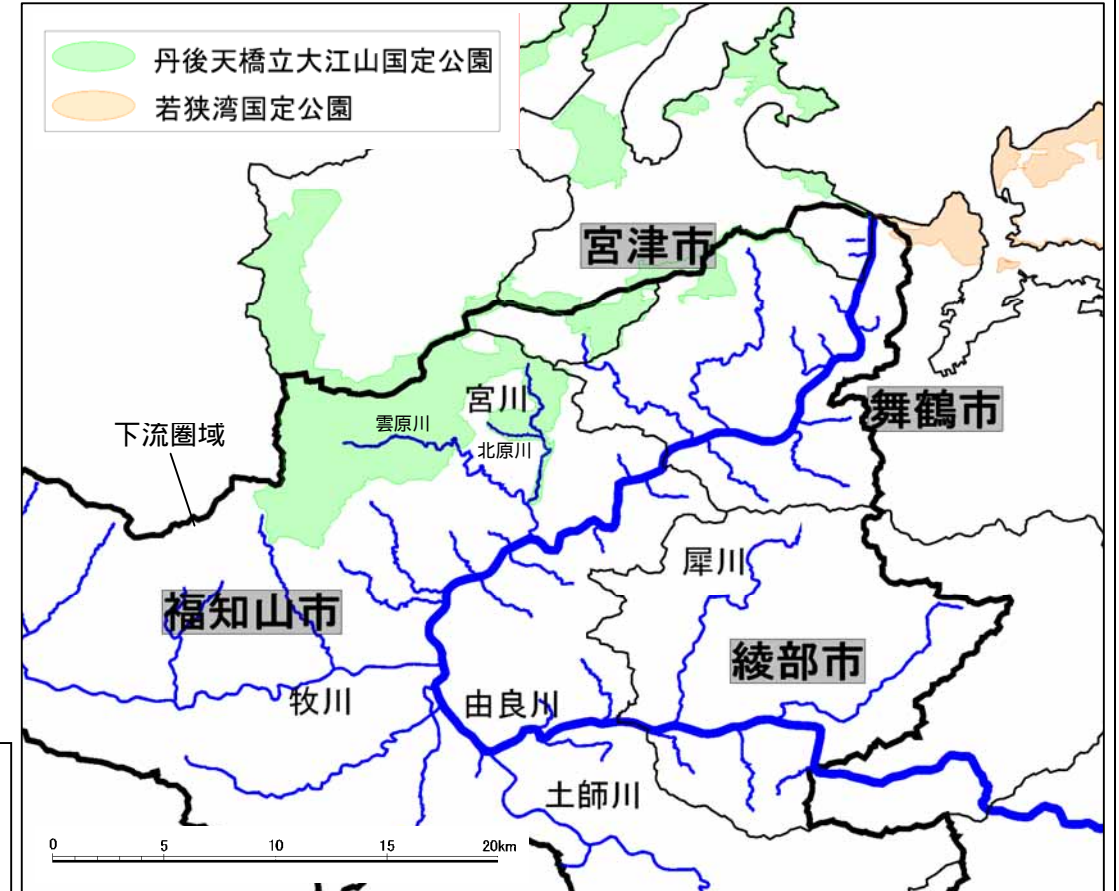 丹後天橋立大江山国定公園
若狭湾国定公園
宮津市
舞鶴市
宮川
雲原川
北原川
下流圏域
犀川
福知山市
綾部市
牧川
由良川
土師川
0 5 10 15 20km